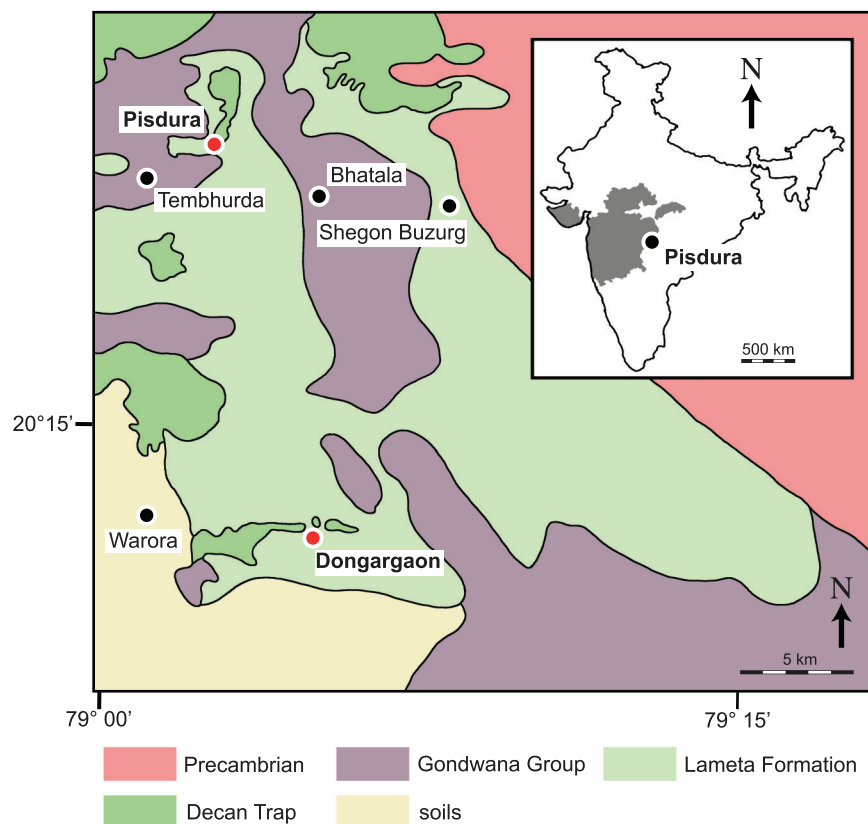 N
Pisdura
Bhatala
Tembhurda
Shegon Buzurg
Pisdura
500 km
20°15’
Warora
Dongargaon
N
5 km
79° 00’
79° 15’
Precambrian
Gondwana Group
Lameta Formation
Decan Trap
soils